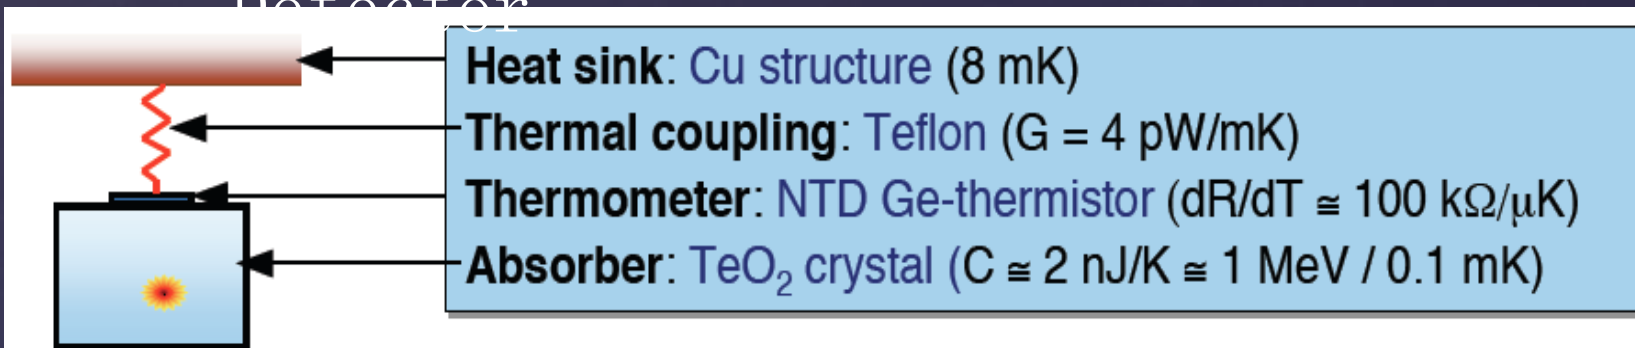 Detector
Heat sink: Cu structure (8 mK)
Thermal coupling: Teflon (G = 4 pW/mK)
Thermometer: NTD Ge-thermistor (dR/dT ≅ 100 kΩ/μK)
Absorber: TeO₂ crystal (C ≅ 2 nJ/K ≅ 1 MeV / 0.1 mK)